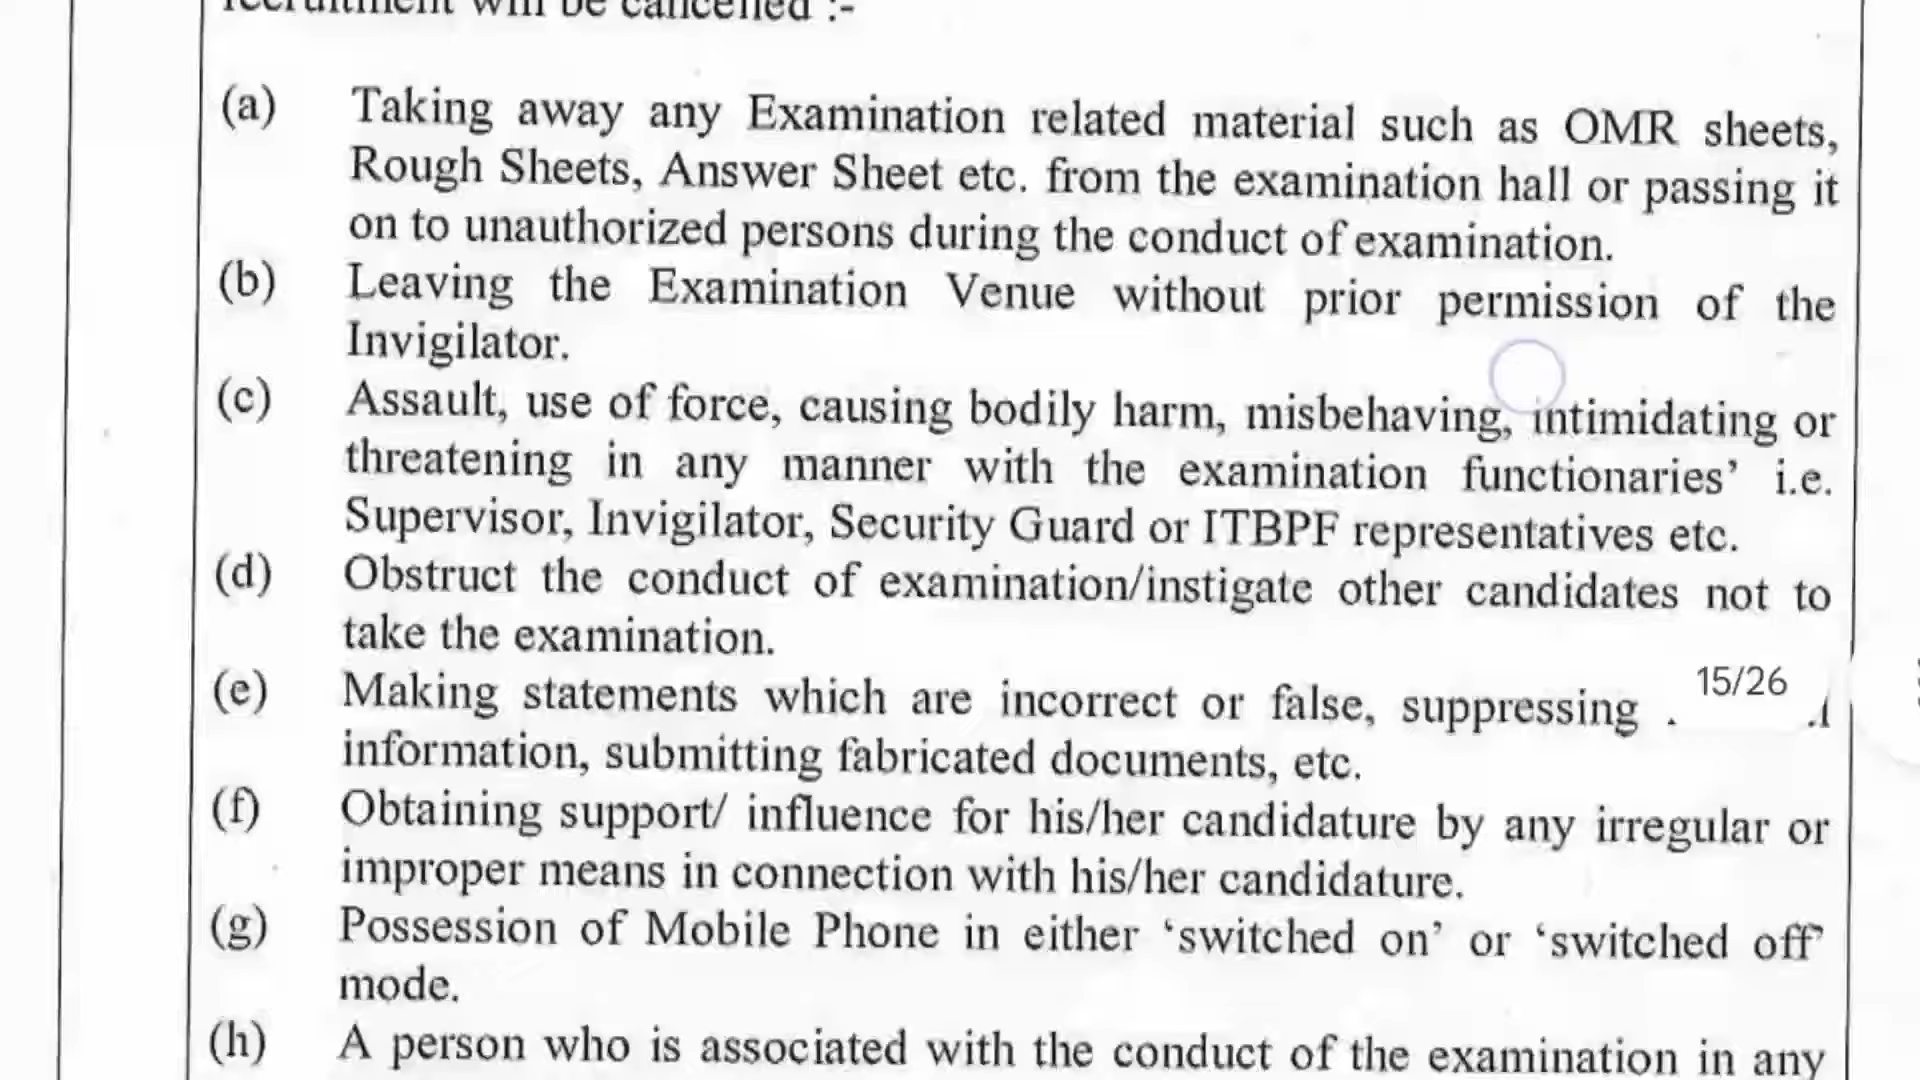 recruitment will be cancelled :-
(a) Taking away any Examination related material such as OMR sheets,
Rough Sheets, Answer Sheet etc. from the examination hall or passing it
on to unauthorized persons during the conduct of examination.
(b) Leaving the Examination Venue without prior permission of the
Invigilator.
(c) Assault, use of force, causing bodily harm, misbehaving, intimidating or
threatening in any manner with the examination functionaries’ i.e.
Supervisor, Invigilator, Security Guard or ITBPF representatives etc.
(d) Obstruct the conduct of examination/instigate other candidates not to
take the examination.
(e) Making statements which are incorrect or false, suppressing
15/26
information, submitting fabricated documents, etc.
(f) Obtaining support/ influence for his/her candidature by any irregular or
improper means in connection with his/her candidature.
(g) Possession of Mobile Phone in either ‘switched on’ or ‘switched off’
mode.
(h) A person who is associated with the conduct of the examination in any